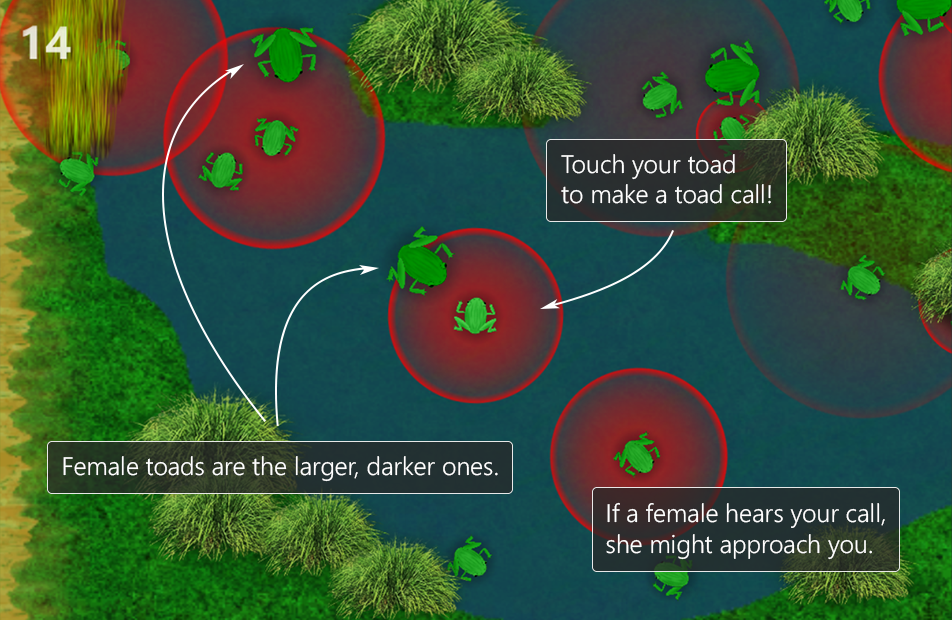 14
Touch your toad
to make a toad call!
Female toads are the larger, darker ones.
If a female hears your call,
she might approach you.